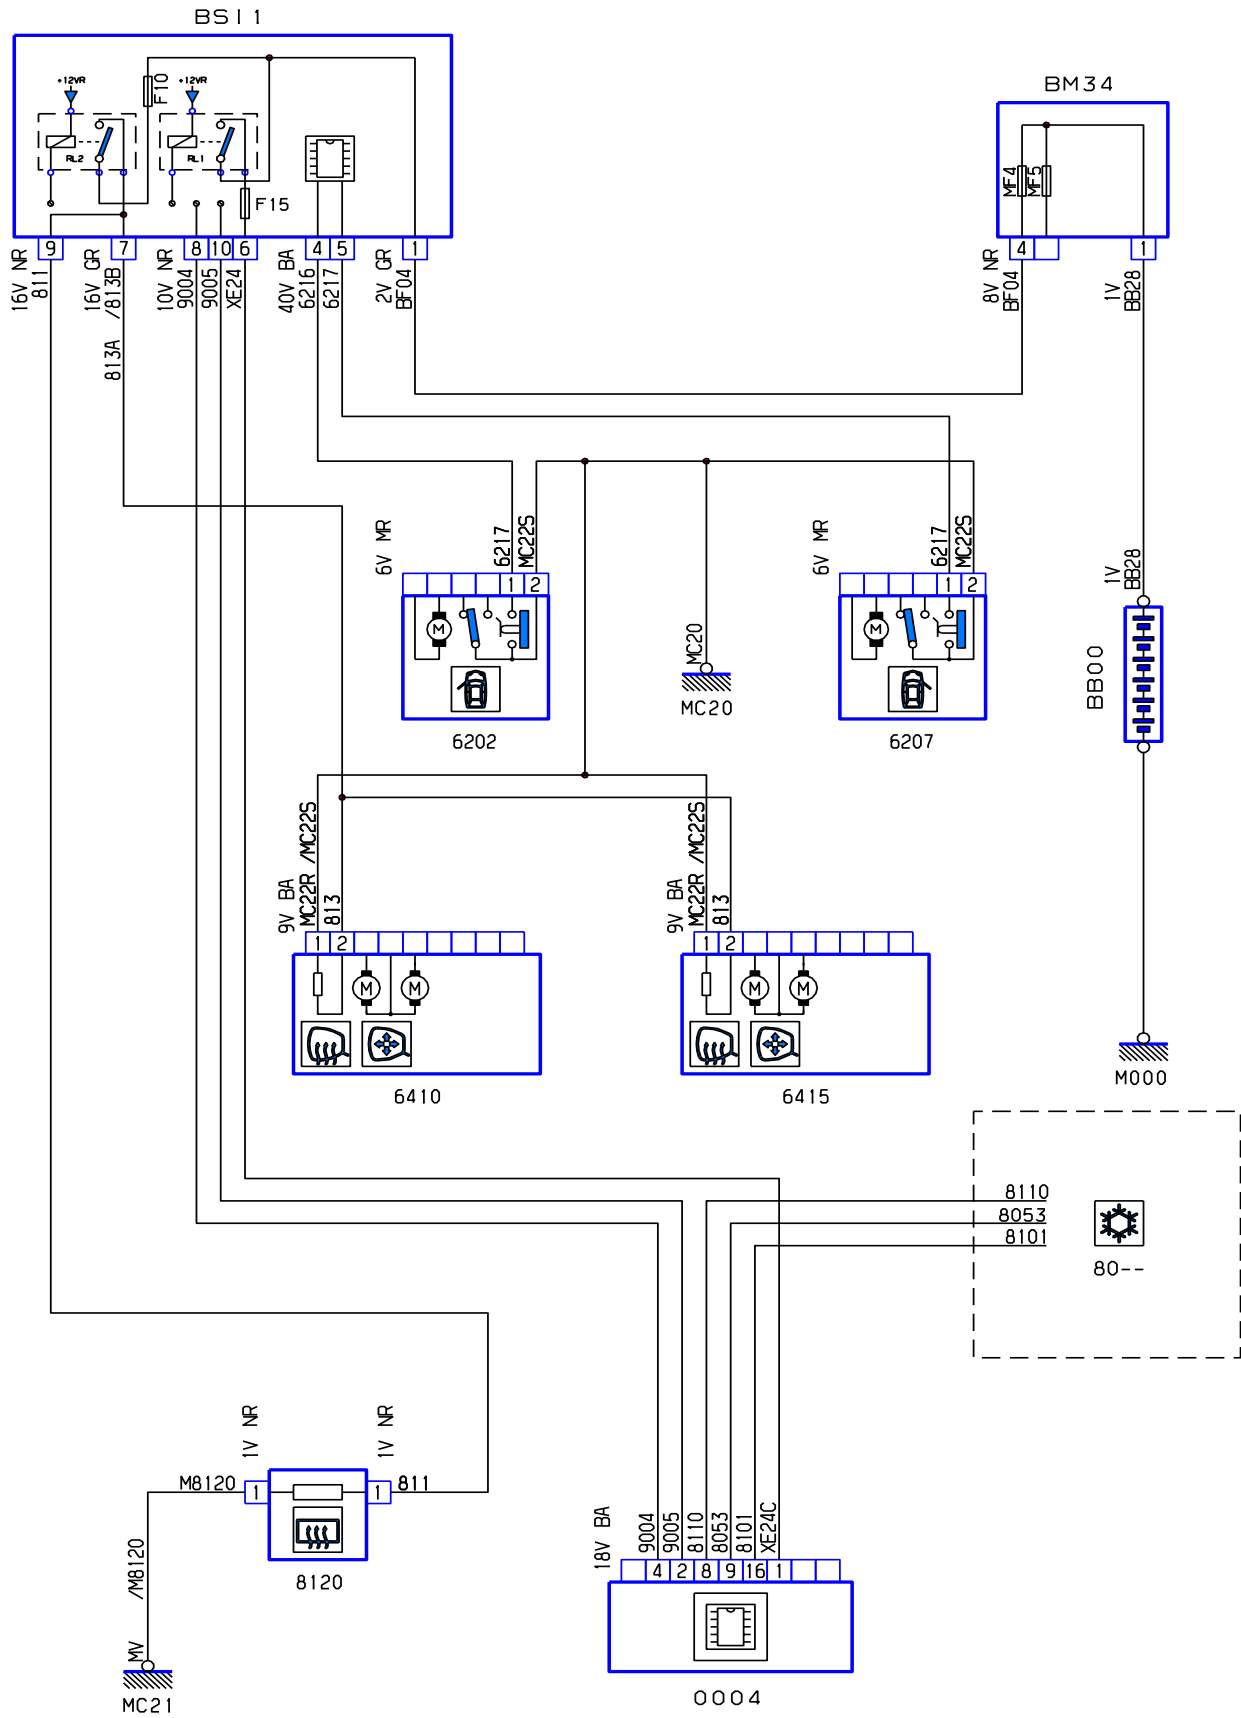 BSI1
BM34
+12VR
+12VR
F10
RL2
RL1
F15
MF4
MF5
9
7
8
10
6
4
5
1
4
1
16V NR
811
16V GR
/813B
813A
10V NR
9004
9005
XE24
40V BA
6216
6217
2V GR
BF04
8V NR
BF04
1V
BB28
6V MR
6217
MC22S
1
2
M
6202
MC20
MC20
6V MR
6217
MC22S
1
2
M
6207
1V
BB28
BB00
9V BA
MC22R /MC22S
813
1
2
M
M
6410
9V BA
MC22R /MC22S
813
1
2
M
M
6415
M000
8110
8053
8101
80--
1V NR
1V NR
M8120
1
1
811
8120
MV /M8120
MC21
18V BA
9004
9005
8110
8053
8101
XE24C
4
2
8
9
16
1
0004